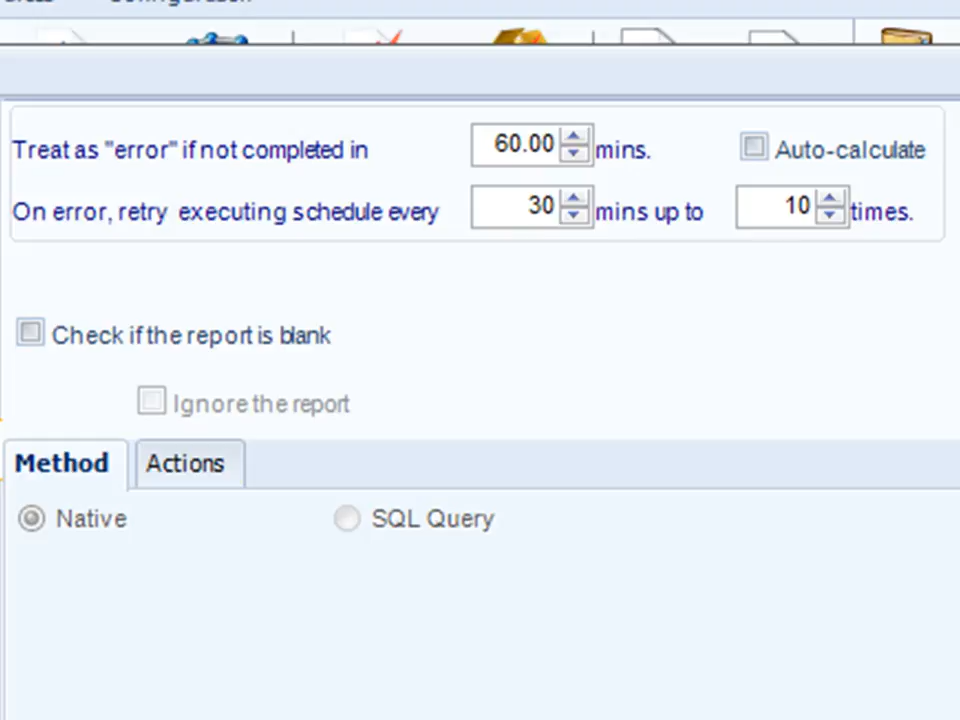 Treat as "error" if not completed in 60.00 mins. Auto-calculate
On error, retry executing schedule every 30 mins up to 10 times.
Check if the report is blank
Ignore the report
Method Actions
Native SQL Query